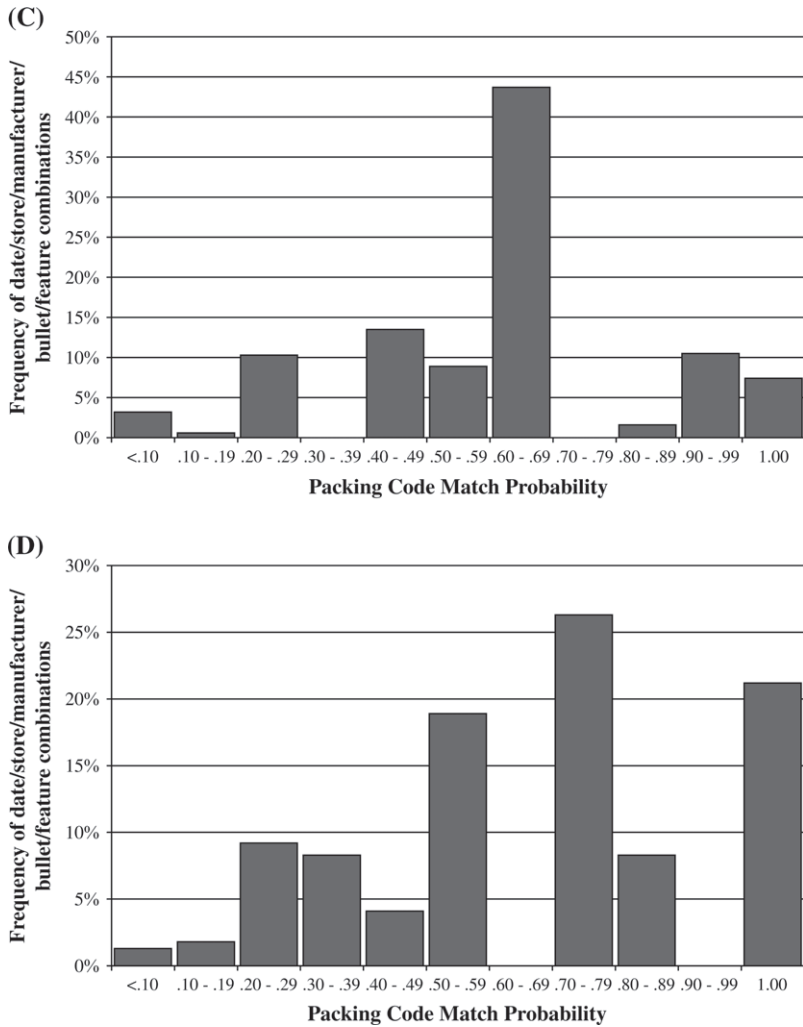 (C)
50%
45%
40%
35%
30%
25%
20%
15%
10%
5%
0%
Frequency of date/store/manufacturer/
bullet/feature combinations
<.10 .10 - .19 .20 - .29 .30 - .39 .40 - .49 .50 - .59 .60 - .69 .70 - .79 .80 - .89 .90 - .99 1.00
Packing Code Match Probability
(D)
30%
25%
20%
15%
10%
5%
0%
Frequency of date/store/manufacturer/
bullet/feature combinations
<.10 .10 - .19 .20 - .29 .30 - .39 .40 - .49 .50 - .59 .60 - .69 .70 - .79 .80 - .89 .90 - .99 1.00
Packing Code Match Probability